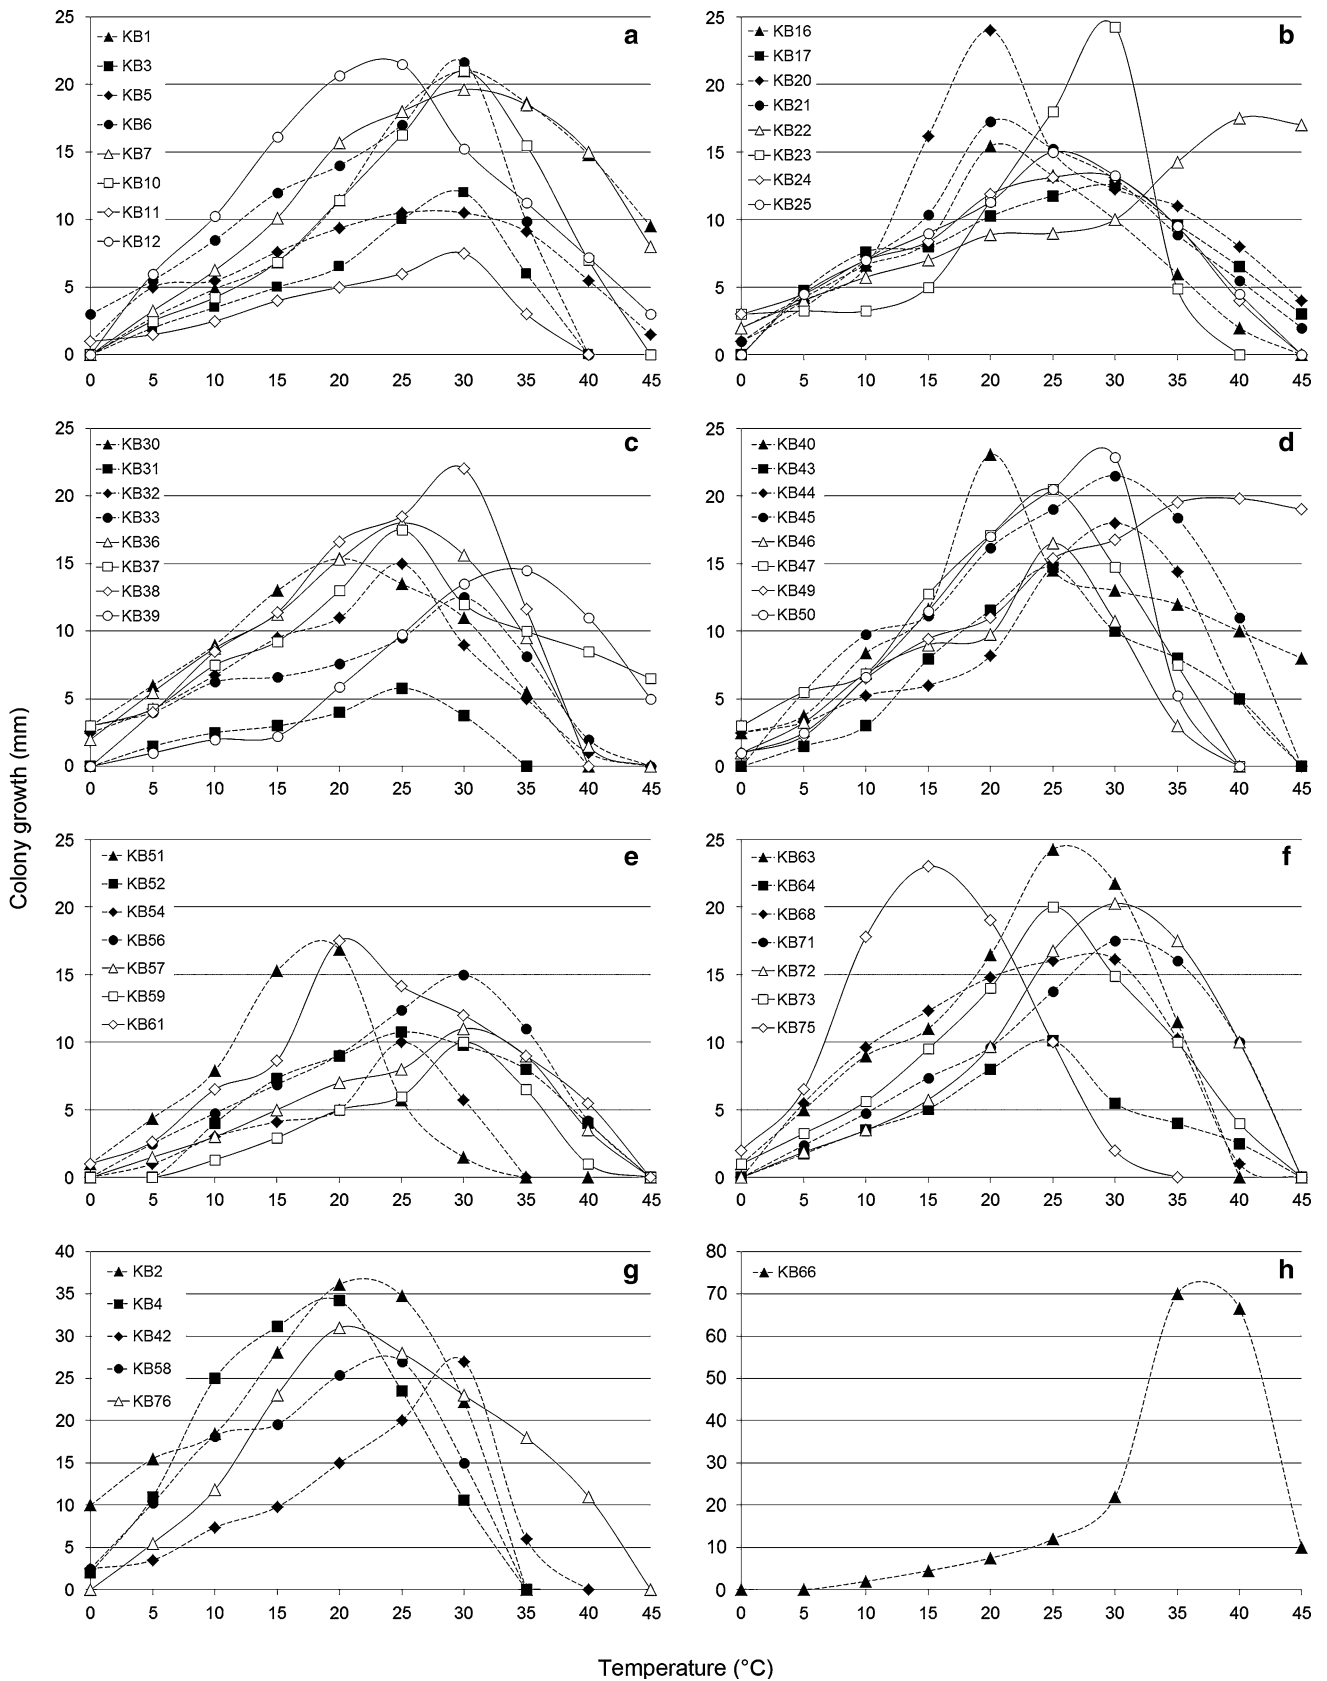 Colony growth (mm)
a
25
20
15
10
5
0
KB1
KB3
KB5
KB6
KB7
KB10
KB11
KB12
0 5 10 15 20 25 30 35 40 45
b
25
20
15
10
5
0
KB16
KB17
KB20
KB21
KB22
KB23
KB24
KB25
0 5 10 15 20 25 30 35 40 45
c
25
20
15
10
5
0
KB30
KB31
KB32
KB33
KB36
KB37
KB38
KB39
0 5 10 15 20 25 30 35 40 45
d
25
20
15
10
5
0
KB40
KB43
KB44
KB45
KB46
KB47
KB49
KB50
0 5 10 15 20 25 30 35 40 45
e
25
20
15
10
5
0
KB51
KB52
KB54
KB56
KB57
KB59
KB61
0 5 10 15 20 25 30 35 40 45
f
25
20
15
10
5
0
KB63
KB64
KB68
KB71
KB72
KB73
KB75
0 5 10 15 20 25 30 35 40 45
g
40
35
30
25
20
15
10
5
0
KB2
KB4
KB42
KB58
KB76
0 5 10 15 20 25 30 35 40 45
h
80
70
60
50
40
30
20
10
0
KB66
0 5 10 15 20 25 30 35 40 45
Temperature (°C)